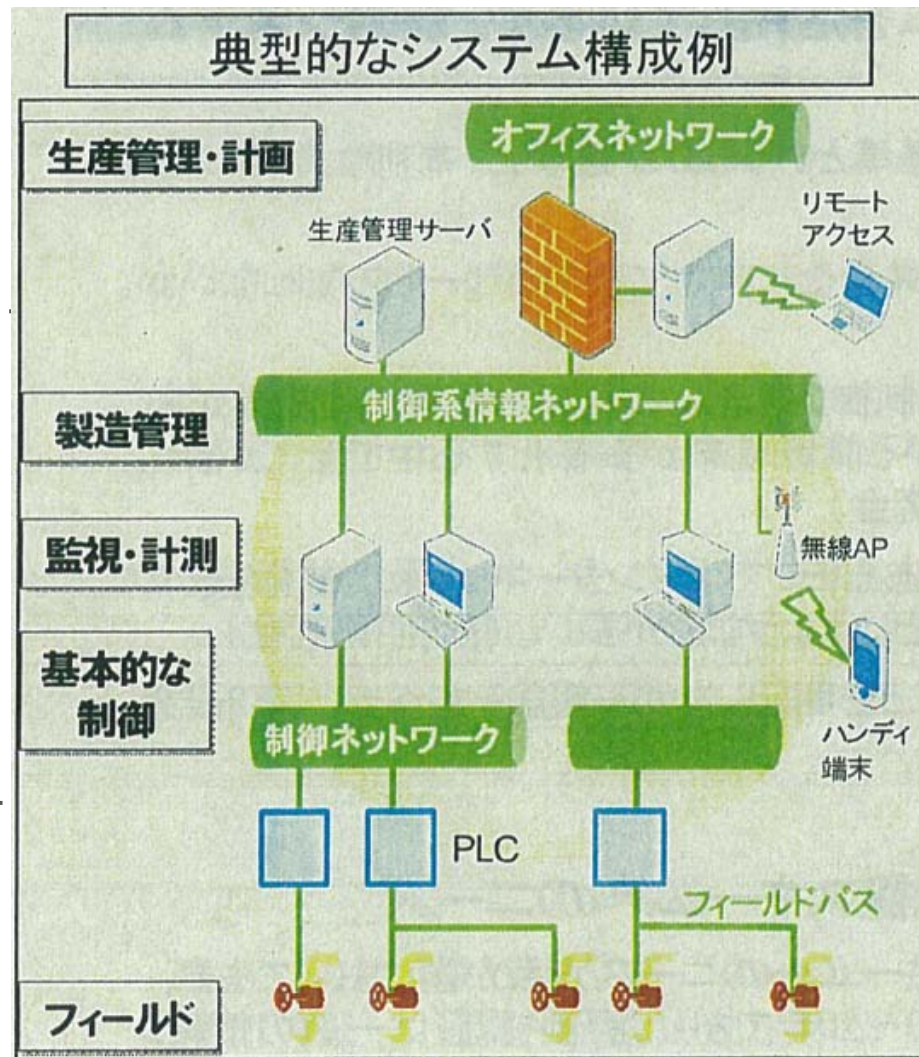 典型的なシステム構成例
生産管理・計画
オフィスネットワーク
生産管理サーバ
リモート
アクセス
制御系情報ネットワーク
製造管理
監視・計測
無線AP
基本的な
制御
制御ネットワーク
ハンディ
端末
PLC
フィールドバス
フィールド